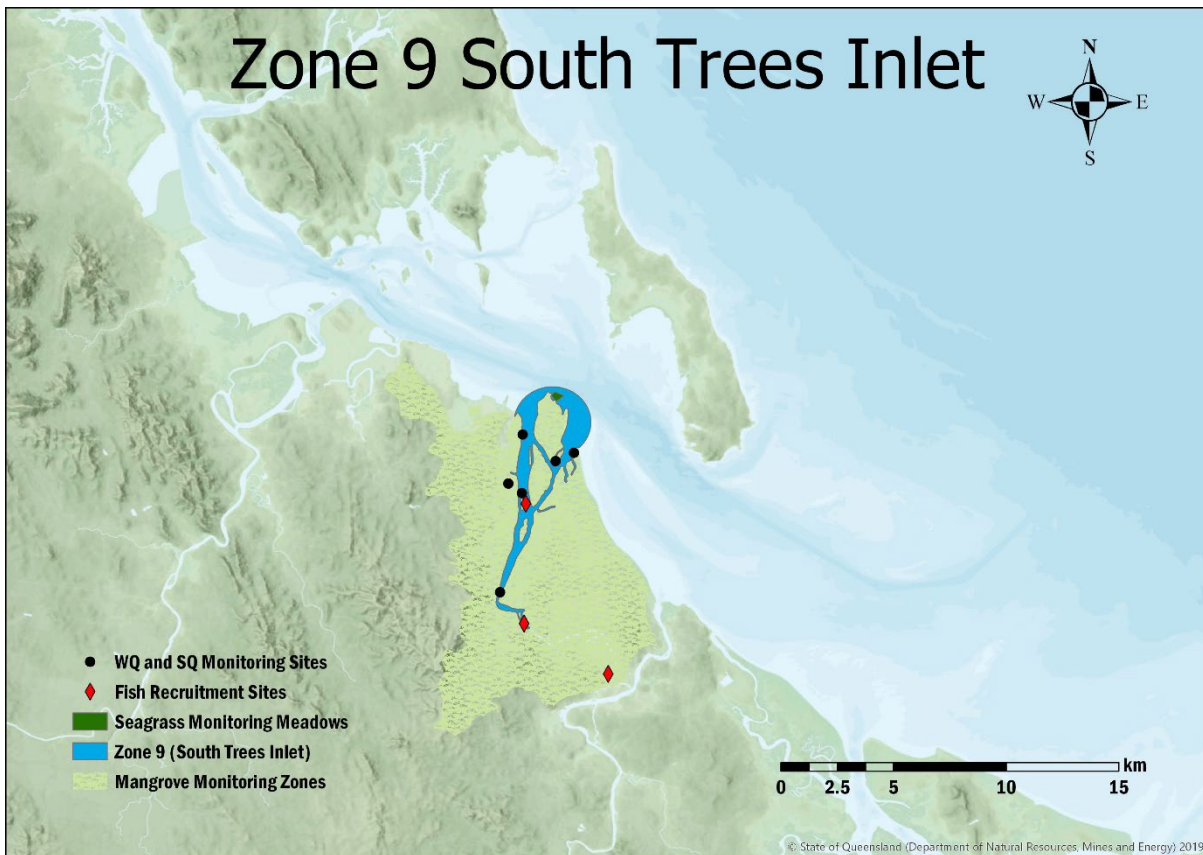 Zone 9 South Trees Inlet
N
W E
S
WQ and SQ Monitoring Sites
Fish Recruitment Sites
Seagrass Monitoring Meadows
Zone 9 (South Trees Inlet)
Mangrove Monitoring Zones
km
0 2.5 5 10 15
© State of Queensland (Department of Natural Resources, Mines and Energy) 2019